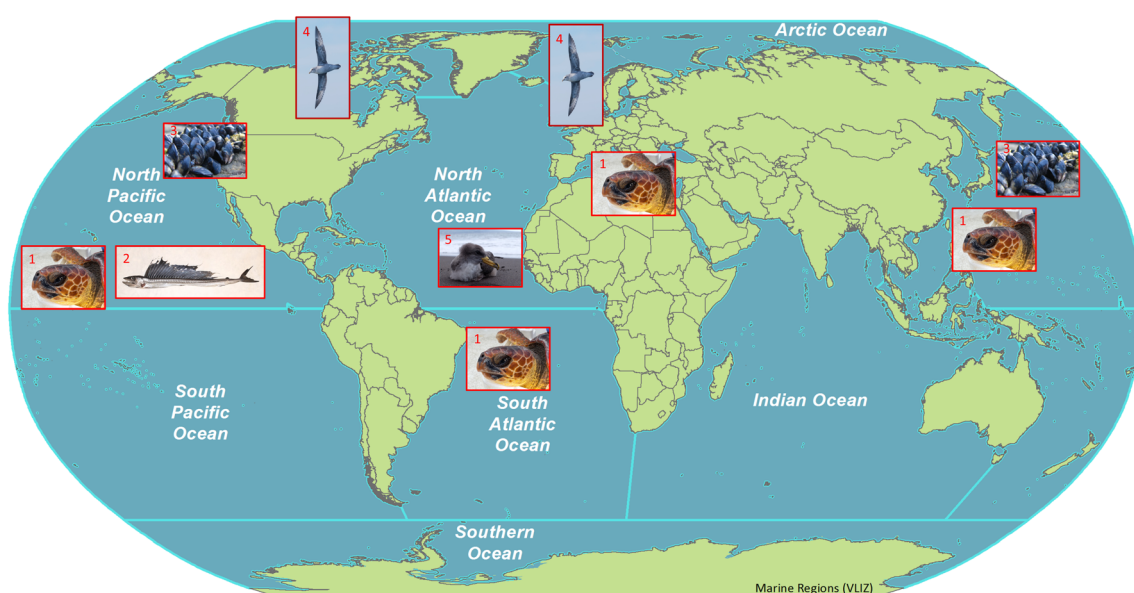 Arctic Ocean
4
4
3
3
North
Pacific
Ocean
North
Atlantic
Ocean
1
1
5
1
2
1
South
Pacific
Ocean
South
Atlantic
Ocean
Indian Ocean
Southern
Ocean
Marine Regions (VLIZ)